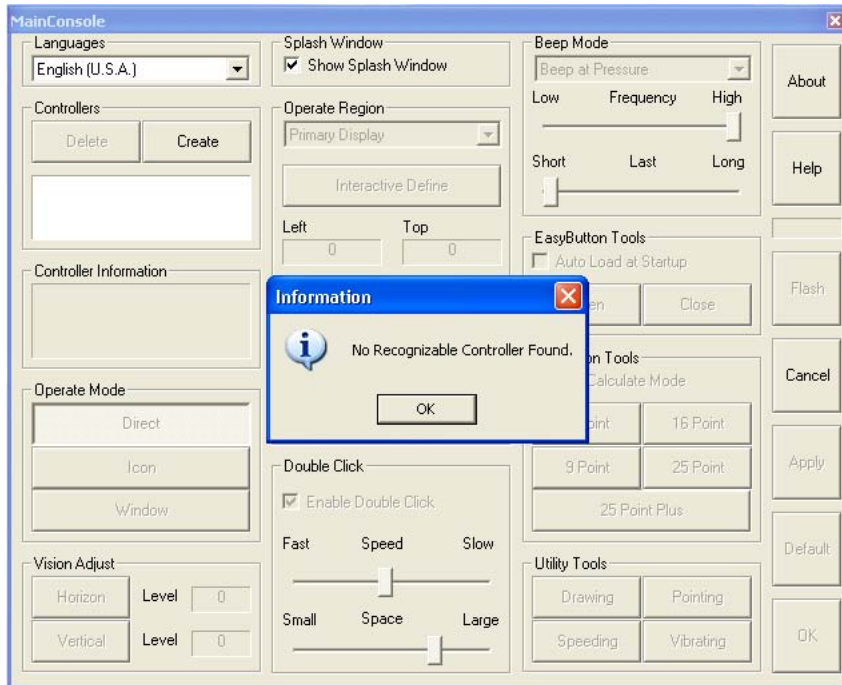 MainConsole
Languages
English (U.S.A.)
Controllers
Delete
Create
Controller Information
Operate Mode
Direct
Icon
Window
Vision Adjust
Horizon
Level
0
Vertical
Level
0
Splash Window
Show Splash Window
Operate Region
Primary Display
Interactive Define
Left
Top
0
0
Information
No Recognizable Controller Found.
OK
Double Click
Enable Double Click
Fast
Speed
Slow
Small
Space
Large
Beep Mode
Beep at Pressure
Low
Frequency
High
Short
Last
Long
EasyButton Tools
Auto Load at Startup
Close
Tools
Calculate Mode
16 Point
9 Point
25 Point
25 Point Plus
Utility Tools
Drawing
Pointing
Speeding
Vibrating
About
Help
Flash
Cancel
Apply
Default
OK